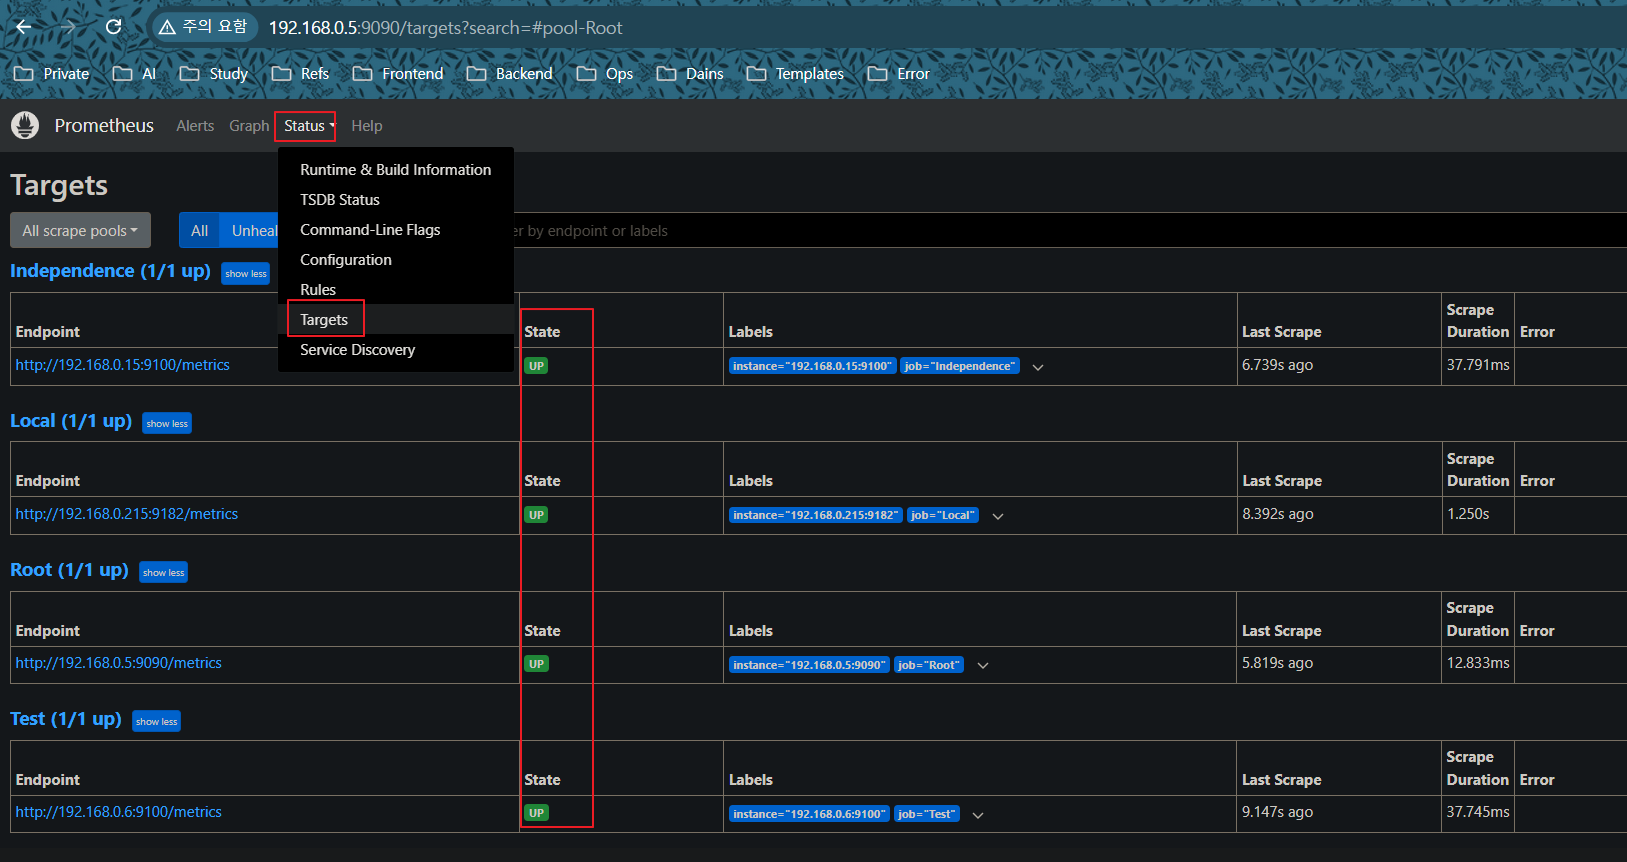 주의 요함 192.168.0.5:9090/targets?search=#pool-Root
Private AI Study Refs Frontend Backend Ops Dains Templates Error
Prometheus Alerts Graph Status Help
Runtime & Build Information
TSDB Status
Command-Line Flags
Configuration
Rules
Targets
Service Discovery
Targets
All scrape pools All Unheal er by endpoint or labels
Independence (1/1 up) show less
Endpoint State Labels Last Scrape Scrape Duration Error
http://192.168.0.15:9100/metrics UP instance="192.168.0.15:9100" job="Independence" 6.739s ago 37.791ms
Local (1/1 up) show less
Endpoint State Labels Last Scrape Scrape Duration Error
http://192.168.0.215:9182/metrics UP instance="192.168.0.215:9182" job="Local" 8.392s ago 1.250s
Root (1/1 up) show less
Endpoint State Labels Last Scrape Scrape Duration Error
http://192.168.0.5:9090/metrics UP instance="192.168.0.5:9090" job="Root" 5.819s ago 12.833ms
Test (1/1 up) show less
Endpoint State Labels Last Scrape Scrape Duration Error
http://192.168.0.6:9100/metrics UP instance="192.168.0.6:9100" job="Test" 9.147s ago 37.745ms